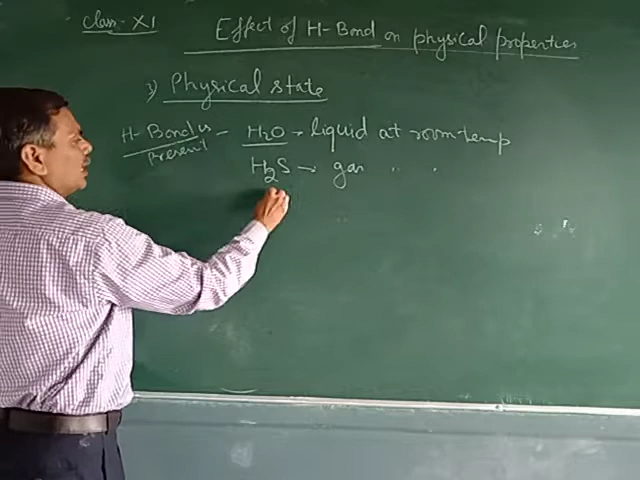 Class - XI
Effect of H-Bond on physical properties
3) Physical state
H-Bond is present - H2O → liquid at room temp
H2S → gas " "